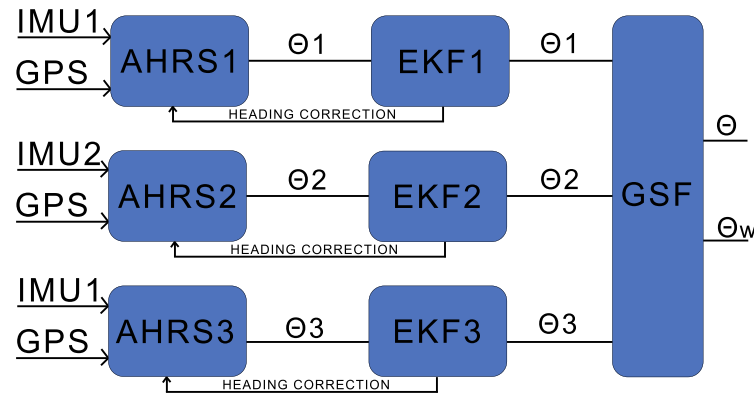 IMU1
GPS
AHRS1
Θ1
EKF1
Θ1
HEADING CORRECTION
IMU2
GPS
AHRS2
Θ2
EKF2
Θ2
HEADING CORRECTION
IMU1
GPS
AHRS3
Θ3
EKF3
Θ3
HEADING CORRECTION
GSF
Θ
Θw